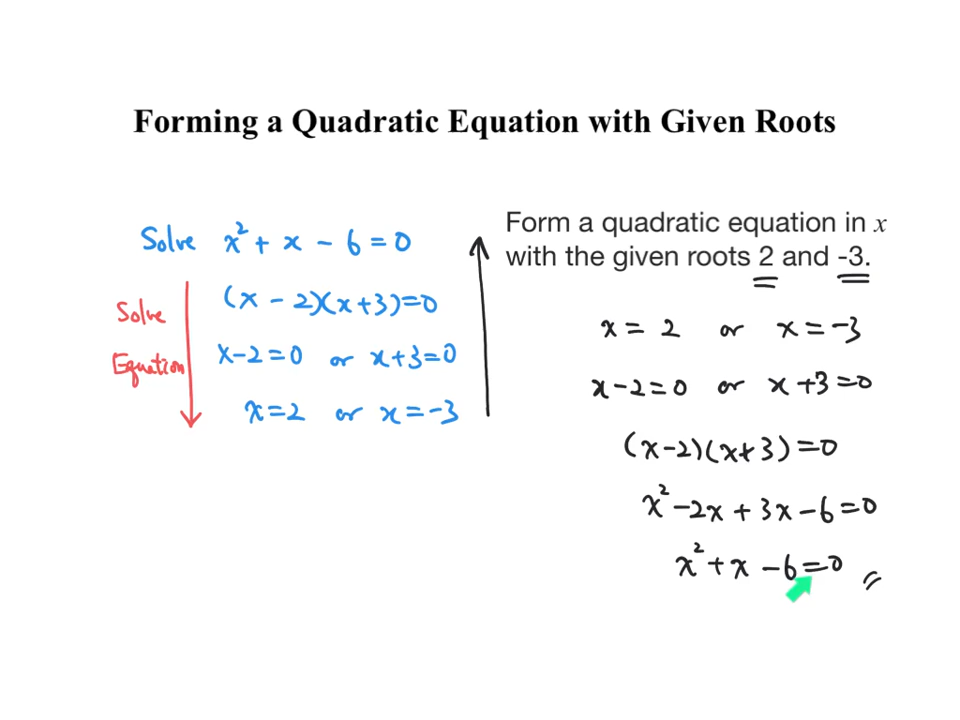 Forming a Quadratic Equation with Given Roots
Solve x² + x - 6 = 0
(x - 2)(x+3)=0
x-2=0 or x+3=0
x=2 or x=-3
Solve
Equation
Form a quadratic equation in x
with the given roots 2 and -3.
x = 2 or x = -3
x-2=0 or x+3=0
(x-2)(x+3)=0
x² -2x + 3x - 6 = 0
x² + x - 6 = 0 //